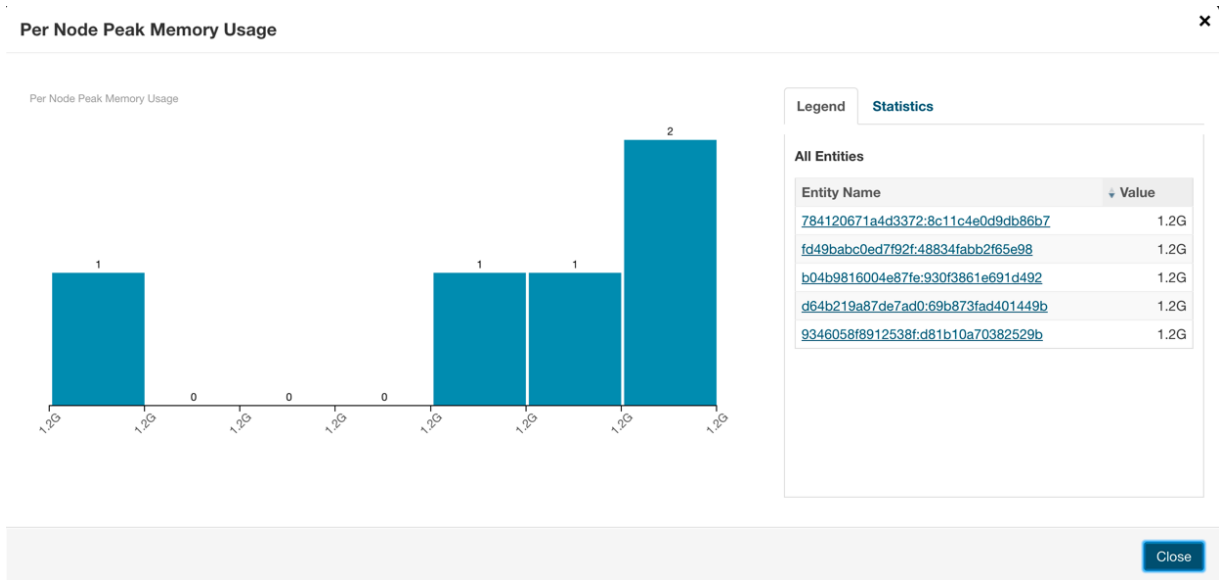 Per Node Peak Memory Usage
×
Per Node Peak Memory Usage
2
1
1
1
0
0
0
1.2G 1.2G 1.2G 1.2G 1.2G 1.2G 1.2G 1.2G
Legend Statistics
All Entities
Entity Name Value
784120671a4d3372:8c11c4e0d9db86b7 1.2G
fd49babc0ed7f92f:48834fabb2f65e98 1.2G
b04b9816004e87fe:930f3861e691d492 1.2G
d64b219a87de7ad0:69b873fad401449b 1.2G
9346058f8912538f:d81b10a70382529b 1.2G
Close